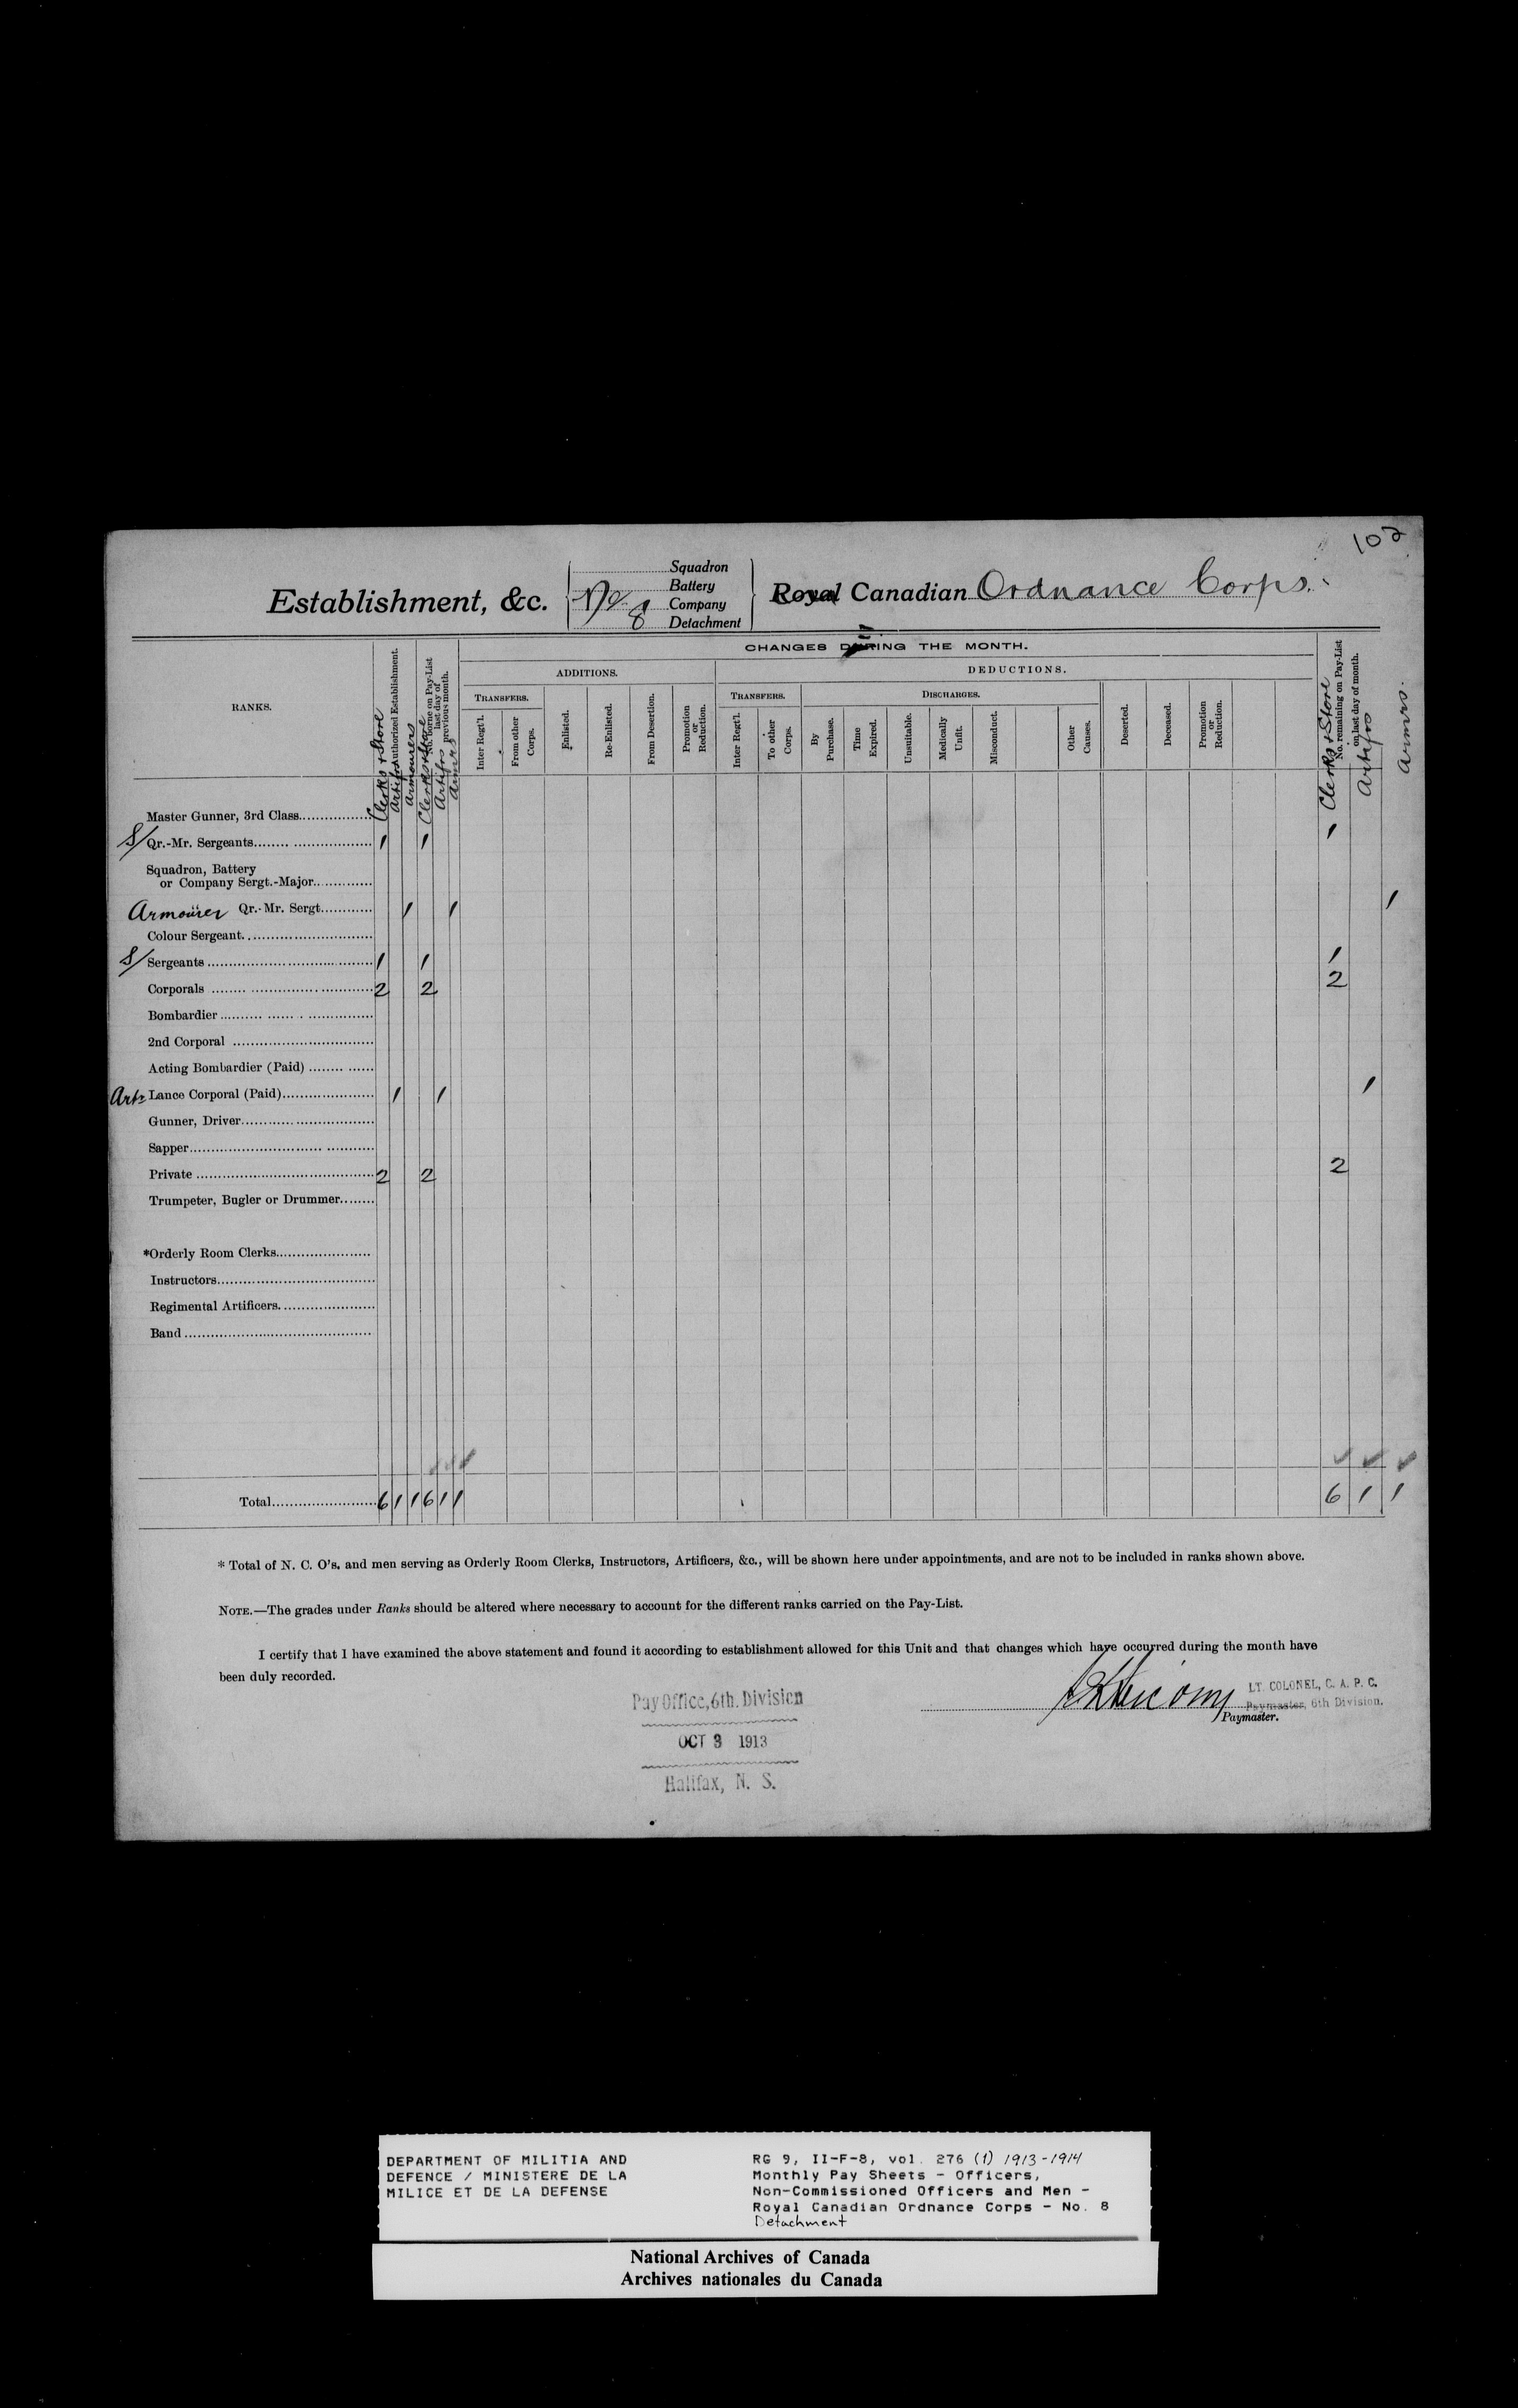 102
Establishment, &c.
Squadron
Battery
Company
Detachment
No 8
Royal Canadian Ordnance Corps.
CHANGES DURING THE MONTH.
ADDITIONS.
DEDUCTIONS.
RANKS.
Authorized Establishment.
Clerks + Store
Artifrs
Armourers
No. borne on Pay-List last day of previous month.
Clerks + Store
Artifrs
Armrs
TRANSFERS.
Inter Regt'l.
From other Corps.
Enlisted.
Re-Enlisted.
From Desertion.
Promotion or Reduction.
TRANSFERS.
Inter Regt'l.
To other Corps.
DISCHARGES.
By Purchase.
Time Expired.
Unsuitable.
Medically Unfit.
Misconduct.
Other Causes.
Deserted.
Deceased.
Promotion or Reduction.
No. remaining on Pay-List on last day of month.
Clerks + Store
Artifrs
Armrs.
Master Gunner, 3rd Class
S/ Qr.-Mr. Sergeants 1 1 1
Squadron, Battery
or Company Sergt.-Major
Armourer Qr.-Mr. Sergt. 1 1 1
Colour Sergeant
S/ Sergeants 1 1 1
Corporals 2 2 2
Bombardier
2nd Corporal
Acting Bombardier (Paid)
Artr Lance Corporal (Paid) 1 1 1
Gunner, Driver
Sapper
Private 2 2 2
Trumpeter, Bugler or Drummer
*Orderly Room Clerks
Instructors
Regimental Artificers
Band
Total 6 1 1 6 1 1 6 1 1
* Total of N. C. O's. and men serving as Orderly Room Clerks, Instructors, Artificers, &c., will be shown here under appointments, and are not to be included in ranks shown above.
NOTE.—The grades under Ranks should be altered where necessary to account for the different ranks carried on the Pay-List.
I certify that I have examined the above statement and found it according to establishment allowed for this Unit and that changes which have occurred during the month have
been duly recorded.
LT. COLONEL, C. A. P. C.
Paymaster, 6th Division.
Paymaster.
Pay Office, 6th. Division
OCT 3 1913
Halifax, N. S.
DEPARTMENT OF MILITIA AND
DEFENCE / MINISTERE DE LA
MILICE ET DE LA DEFENSE
RG 9, II-F-8, vol. 276 (1) 1913-1914
Monthly Pay Sheets - Officers,
Non-Commissioned Officers and Men -
Royal Canadian Ordnance Corps - No. 8
Detachment
National Archives of Canada
Archives nationales du Canada